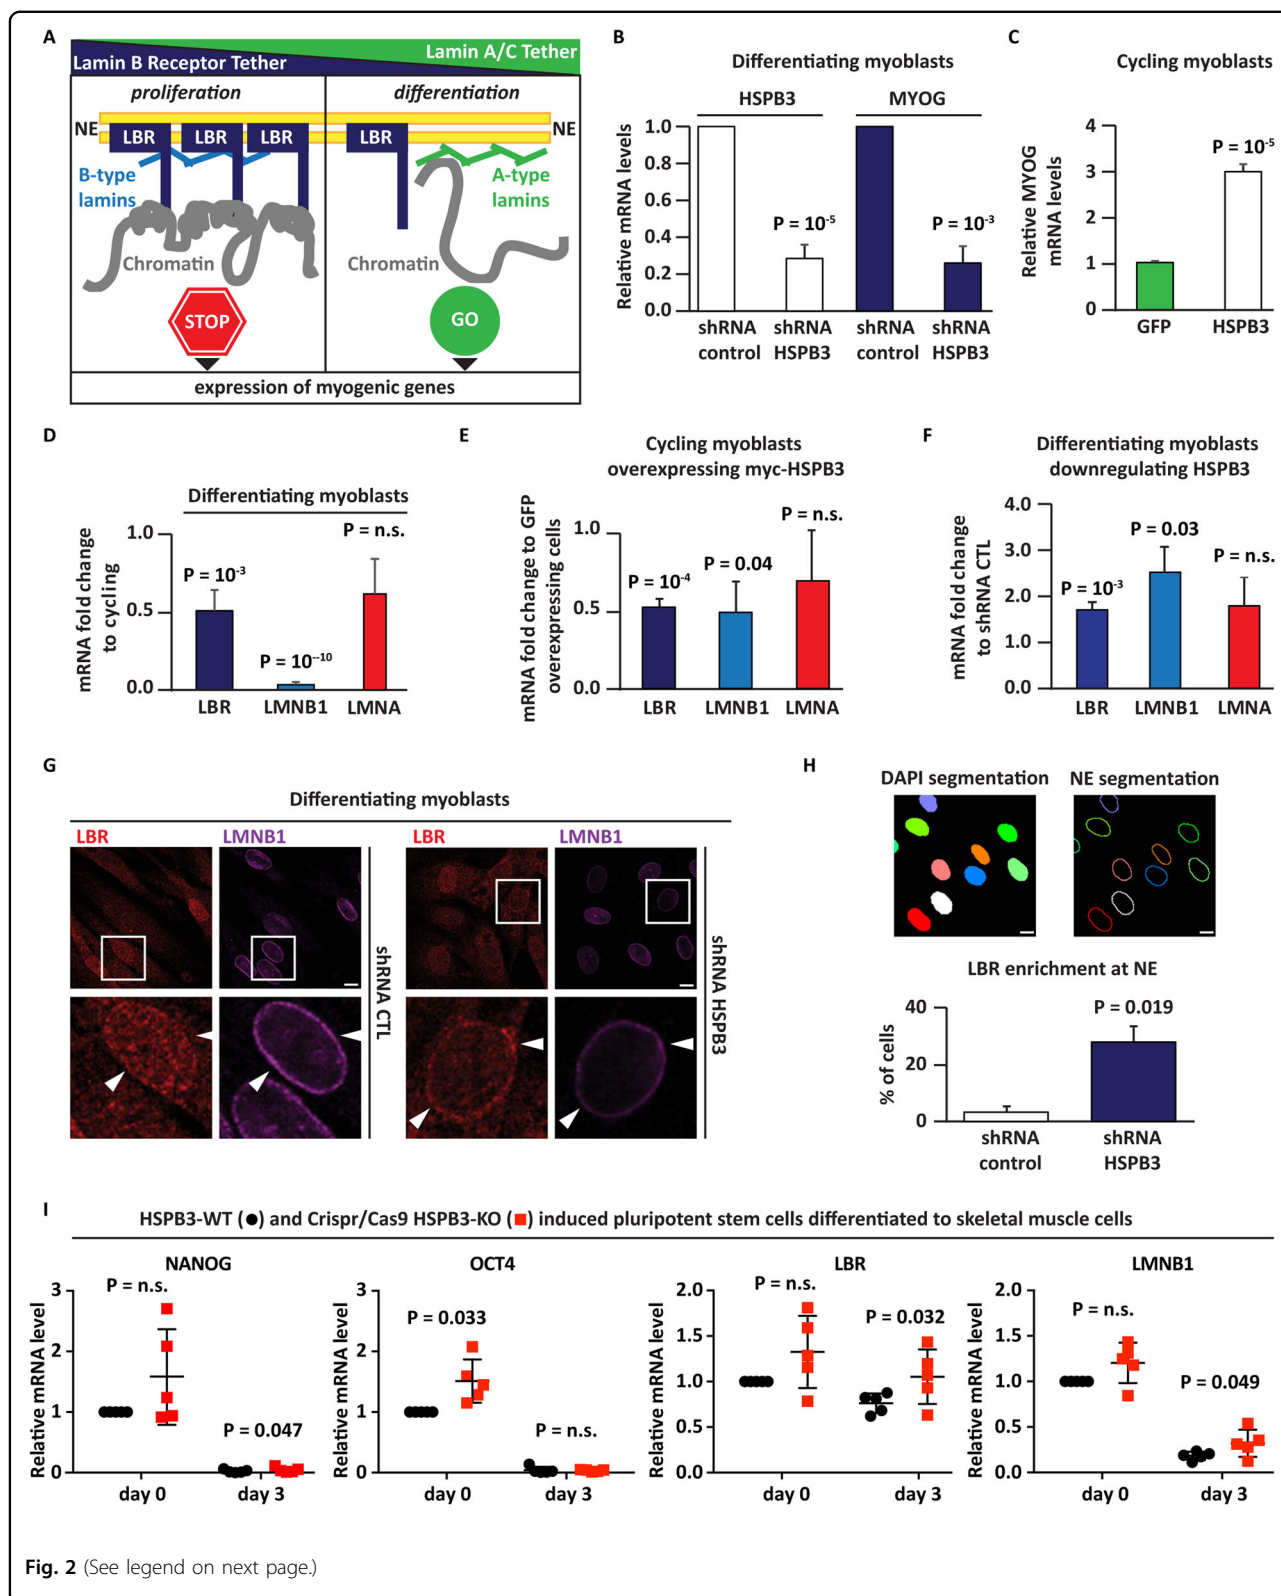 A
Lamin A/C Tether
Lamin B Receptor Tether
proliferation
differentiation
NE
LBR
LBR
LBR
LBR
NE
B-type
lamins
A-type
lamins
Chromatin
Chromatin
STOP
GO
expression of myogenic genes
B
Differentiating myoblasts
HSPB3
MYOG
Relative mRNA levels
1.0
0.8
0.6
0.4
0.2
0.0
P = 10-5
P = 10-3
shRNA
control
shRNA
HSPB3
shRNA
control
shRNA
HSPB3
C
Cycling myoblasts
Relative MYOG
mRNA levels
4
3
2
1
0
P = 10-5
GFP
HSPB3
D
Differentiating myoblasts
mRNA fold change
to cycling
1.0
0.5
0.0
P = 10-3
P = 10--10
P = n.s.
LBR
LMNB1
LMNA
E
Cycling myoblasts
overexpressing myc-HSPB3
mRNA fold change to GFP
overexpressing cells
1.0
0.5
0.0
P = 10-4
P = 0.04
P = n.s.
LBR
LMNB1
LMNA
F
Differentiating myoblasts
downregulating HSPB3
mRNA fold change
to shRNA CTL
4.0
3.0
2.0
1.0
0.0
P = 10-3
P = 0.03
P = n.s.
LBR
LMNB1
LMNA
G
Differentiating myoblasts
LBR
LMNB1
LBR
LMNB1
shRNA CTL
shRNA HSPB3
H
DAPI segmentation
NE segmentation
LBR enrichment at NE
% of cells
40
20
0
P = 0.019
shRNA
control
shRNA
HSPB3
I
HSPB3-WT (●) and Crispr/Cas9 HSPB3-KO (■) induced pluripotent stem cells differentiated to skeletal muscle cells
NANOG
Relative mRNA level
3
2
1
0
P = n.s.
P = 0.047
day 0
day 3
OCT4
Relative mRNA level
3
2
1
0
P = 0.033
P = n.s.
day 0
day 3
LBR
Relative mRNA level
2.0
1.5
1.0
0.5
0.0
P = n.s.
P = 0.032
day 0
day 3
LMNB1
Relative mRNA level
2.0
1.5
1.0
0.5
0.0
P = n.s.
P = 0.049
day 0
day 3
Fig. 2 (See legend on next page.)